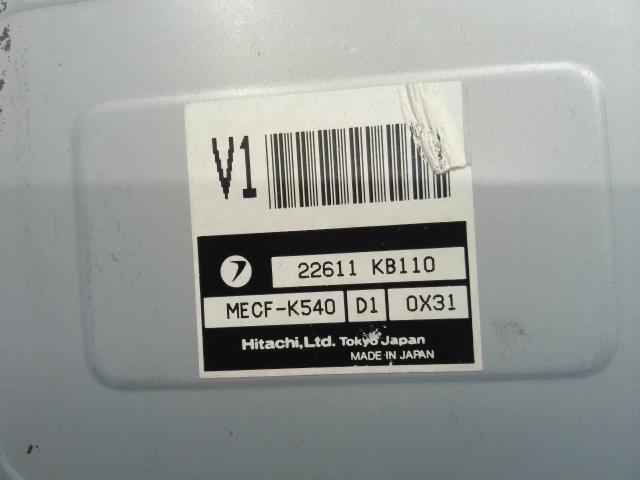 V1
22611 KB110
MECF-K540 D1 0X31
Hitachi,Ltd. Tokyo Japan
MADE IN JAPAN